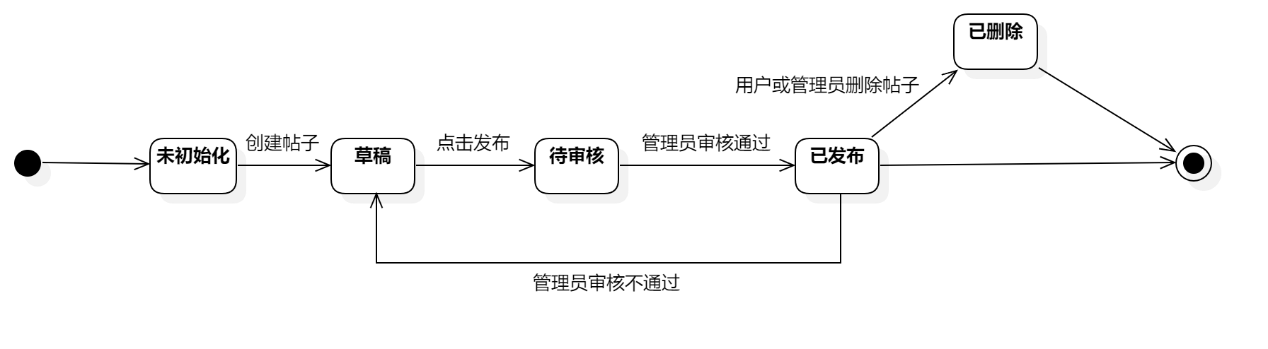 已删除
用户或管理员删除帖子
未初始化
创建帖子
草稿
点击发布
待审核
管理员审核通过
已发布
管理员审核不通过